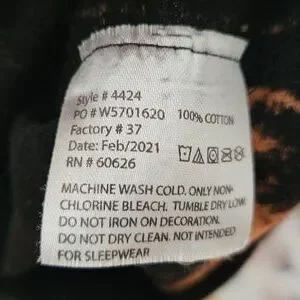 Style # 4424
PO # W5701620 100% COTTON
Factory # 37
Date: Feb/2021
RN # 60626
MACHINE WASH COLD. ONLY NON-
CHLORINE BLEACH. TUMBLE DRY LOW.
DO NOT IRON ON DECORATION.
DO NOT DRY CLEAN. NOT INTENDED
FOR SLEEPWEAR